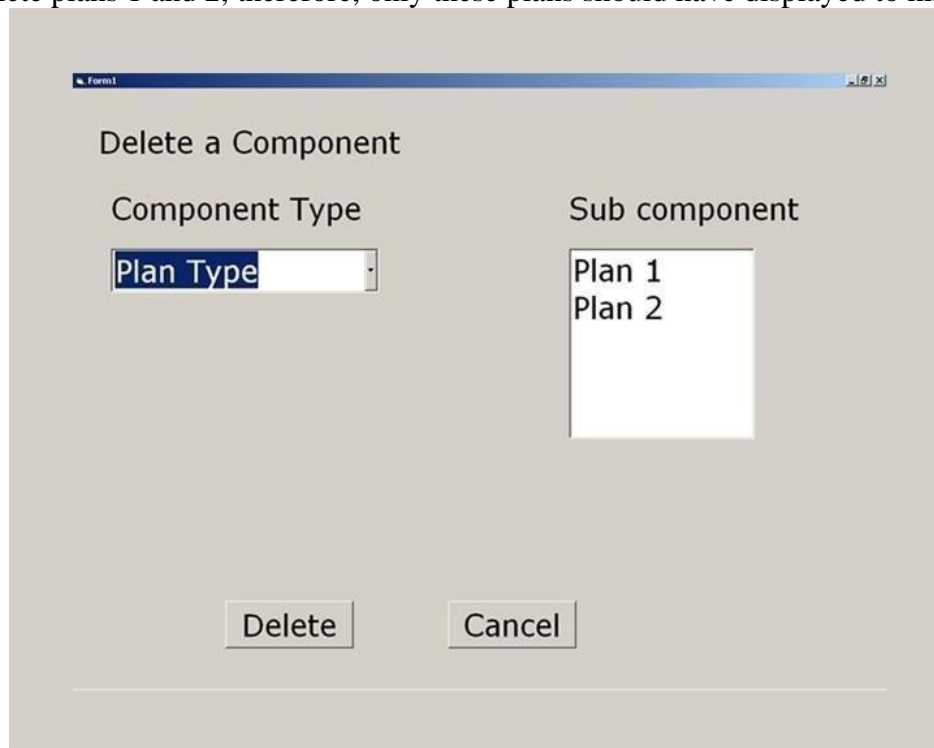 plans 1 and 2, therefore, only these plans should have displayed to
Form1
Delete a Component
Component Type
Sub component
Plan Type
Plan 1
Plan 2
Delete
Cancel